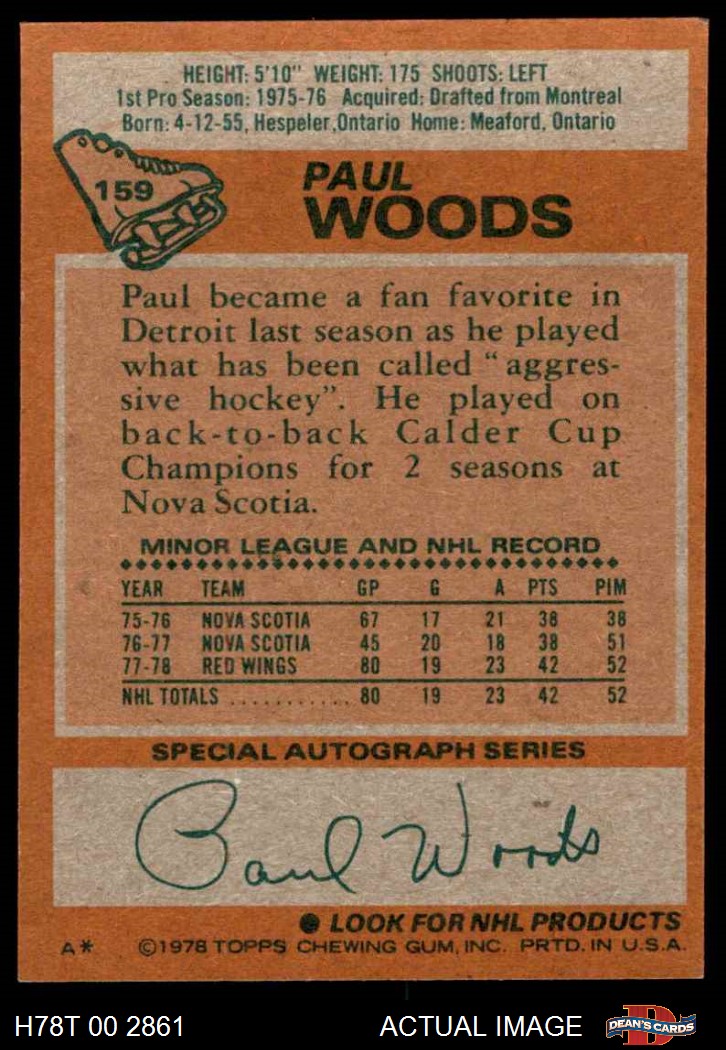 HEIGHT: 5'10" WEIGHT: 175 SHOOTS: LEFT
1st Pro Season: 1975-76 Acquired: Drafted from Montreal
Born: 4-12-55, Hespeler, Ontario Home: Meaford, Ontario
159
PAUL
WOODS
Paul became a fan favorite in
Detroit last season as he played
what has been called "aggres-
sive hockey". He played on
back-to-back Calder Cup
Champions for 2 seasons at
Nova Scotia.
MINOR LEAGUE AND NHL RECORD
YEAR TEAM GP G A PTS PIM
75-76 NOVA SCOTIA 67 17 21 38 38
76-77 NOVA SCOTIA 45 20 18 38 51
77-78 RED WINGS 80 19 23 42 52
NHL TOTALS ............ 80 19 23 42 52
SPECIAL AUTOGRAPH SERIES
Paul Woods
● LOOK FOR NHL PRODUCTS
A* ©1978 TOPPS CHEWING GUM, INC. PRTD. IN U.S.A.
H78T 00 2861 ACTUAL IMAGE D DEAN'S CARDS